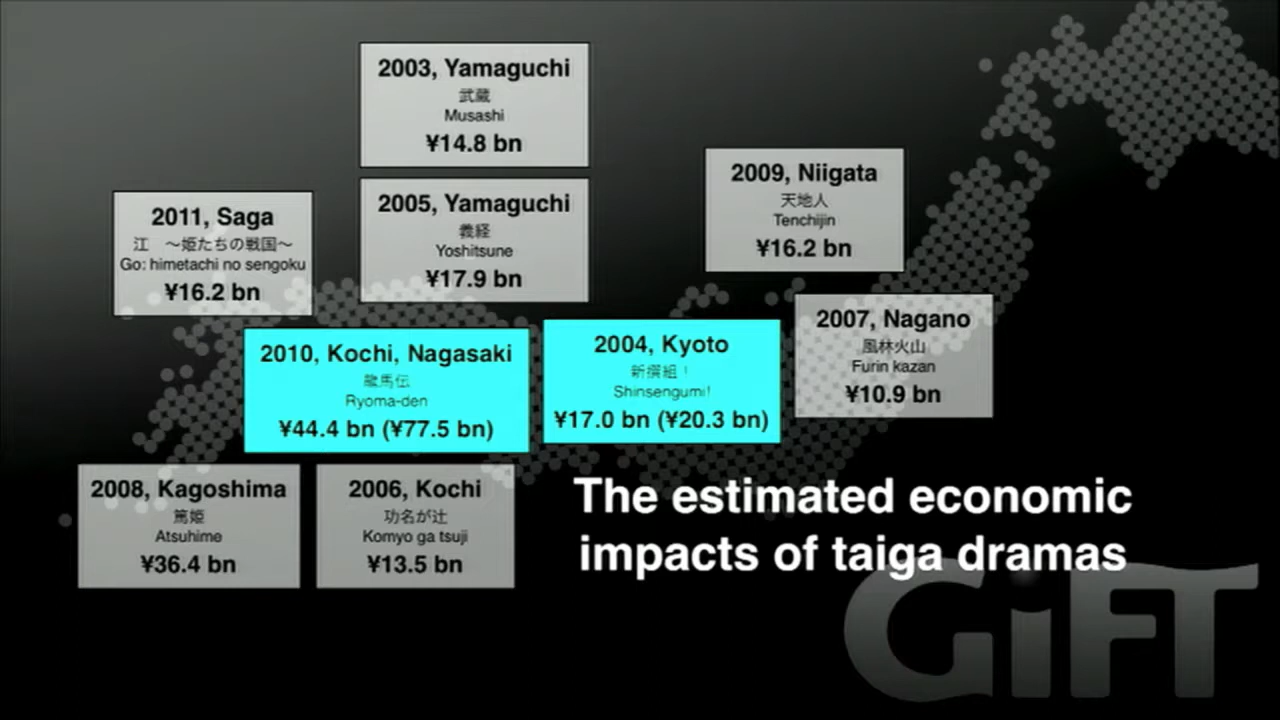 2003, Yamaguchi
武蔵
Musashi
¥14.8 bn
2005, Yamaguchi
義経
Yoshitsune
¥17.9 bn
2009, Niigata
天地人
Tenchijin
¥16.2 bn
2011, Saga
江　〜姫たちの戦国〜
Go: himetachi no sengoku
¥16.2 bn
2010, Kochi, Nagasaki
龍馬伝
Ryoma-den
¥44.4 bn (¥77.5 bn)
2004, Kyoto
新撰組！
Shinsengumi!
¥17.0 bn (¥20.3 bn)
2007, Nagano
風林火山
Furin kazan
¥10.9 bn
2008, Kagoshima
篤姫
Atsuhime
¥36.4 bn
2006, Kochi
功名が辻
Komyo ga tsuji
¥13.5 bn
The estimated economic
impacts of taiga dramas
GiFT